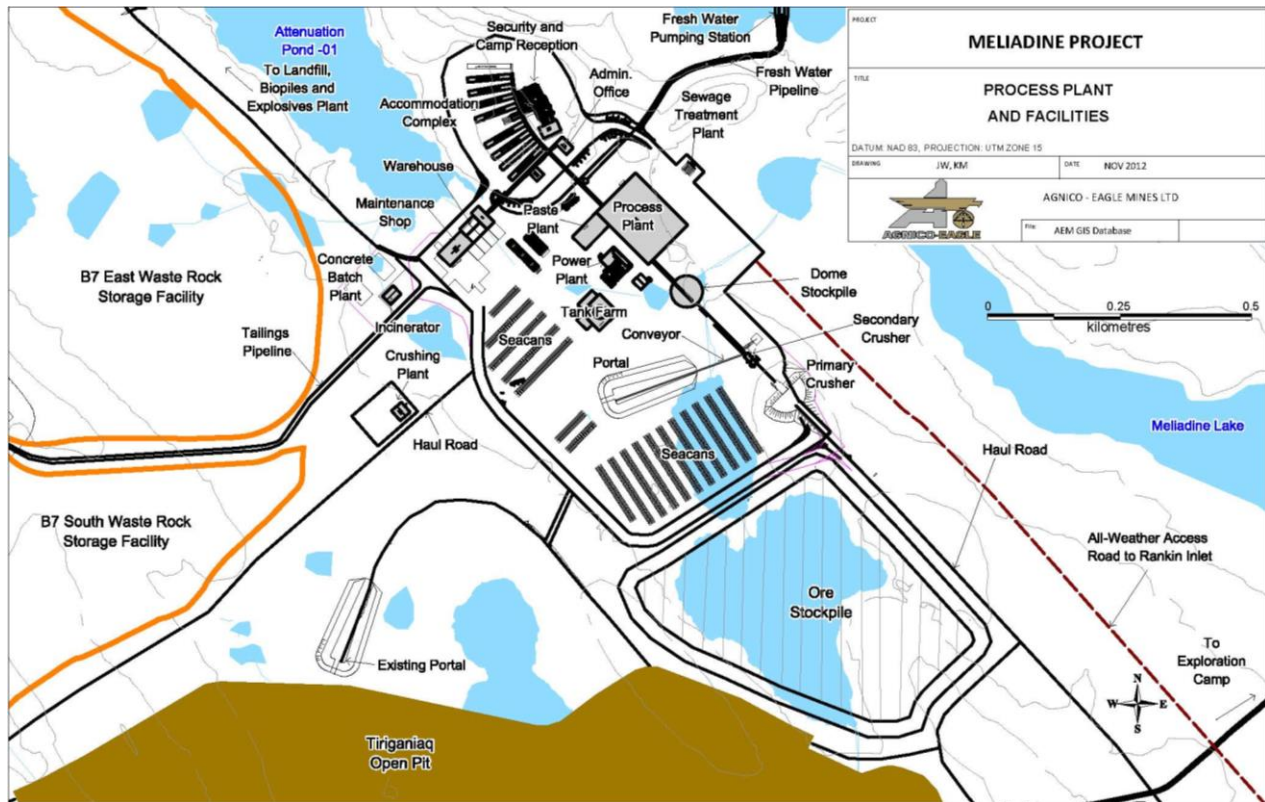 PROJECT
MELIADINE PROJECT
TITLE
PROCESS PLANT
AND FACILITIES
DATUM: NAD 83, PROJECTION: UTM ZONE 15
DRAWING
JW, KM
DATE
NOV 2012
AGNICO-EAGLE
AGNICO - EAGLE MINES LTD
File:
AEM GIS Database
Attenuation
Pond -01
To Landfill,
Biopiles and
Explosives Plant
Security and
Camp Reception
Fresh Water
Pumping Station
Fresh Water
Pipeline
Admin.
Office
Sewage
Treatment
Plant
Accommodation
Complex
Warehouse
Maintenance
Shop
Paste
Plant
Process
Plant
Concrete
Batch
Plant
Power
Plant
Dome
Stockpile
0
0.25
0.5
kilometres
B7 East Waste Rock
Storage Facility
Tank Farm
Incinerator
Tailings
Pipeline
Seacans
Conveyor
Secondary
Crusher
Crushing
Plant
Portal
Primary
Crusher
Meliadine Lake
Haul Road
Seacans
Haul Road
B7 South Waste Rock
Storage Facility
All-Weather Access
Road to Rankin Inlet
Ore
Stockpile
Existing Portal
To
Exploration
Camp
N
W
E
S
Tiriganiaq
Open Pit